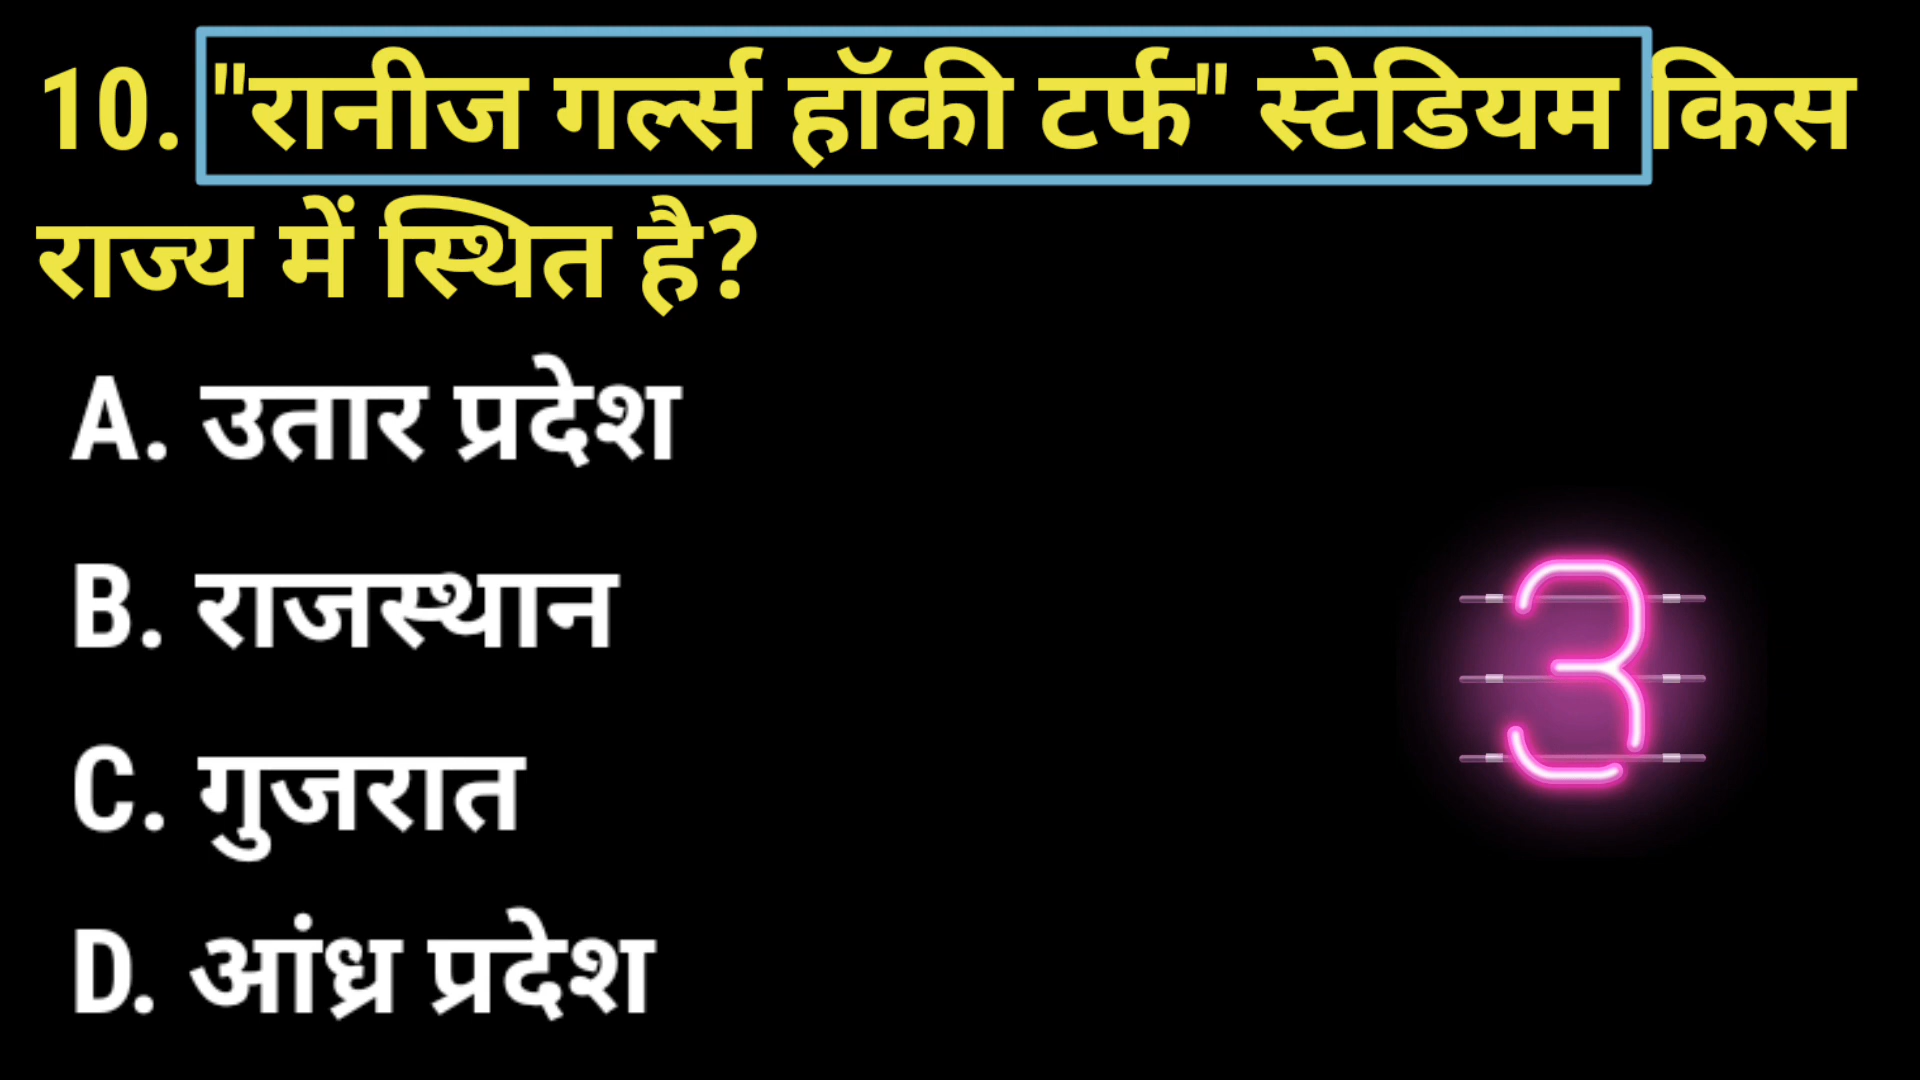 10. "रानीज गर्ल्स हॉकी टर्फ" स्टेडियम किस
राज्य में स्थित है?
A. उतार प्रदेश
B. राजस्थान
C. गुजरात
D. आंध्र प्रदेश
3